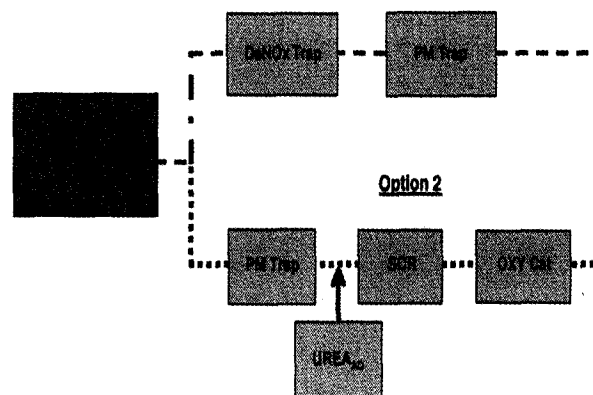 DeNOx Trap
PM Trap
Option 2
PM Trap
SCR
OXY Cat
UREA